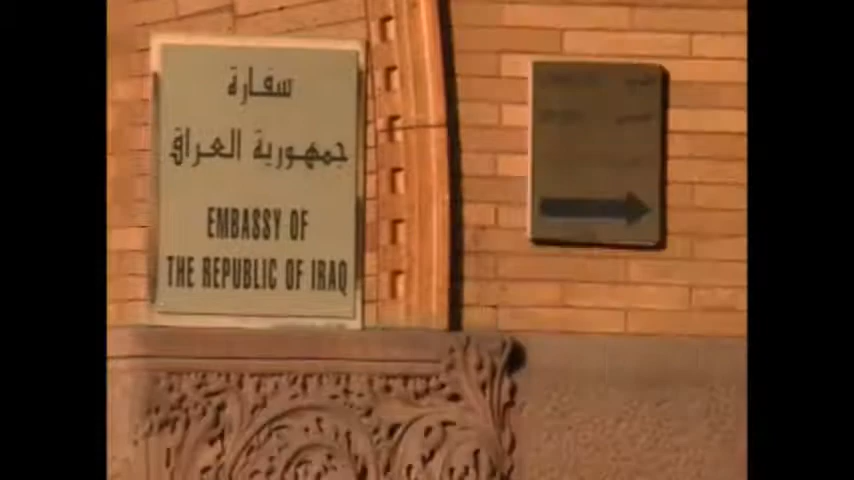 سفارة
جمهورية العراق
EMBASSY OF
THE REPUBLIC OF IRAQ